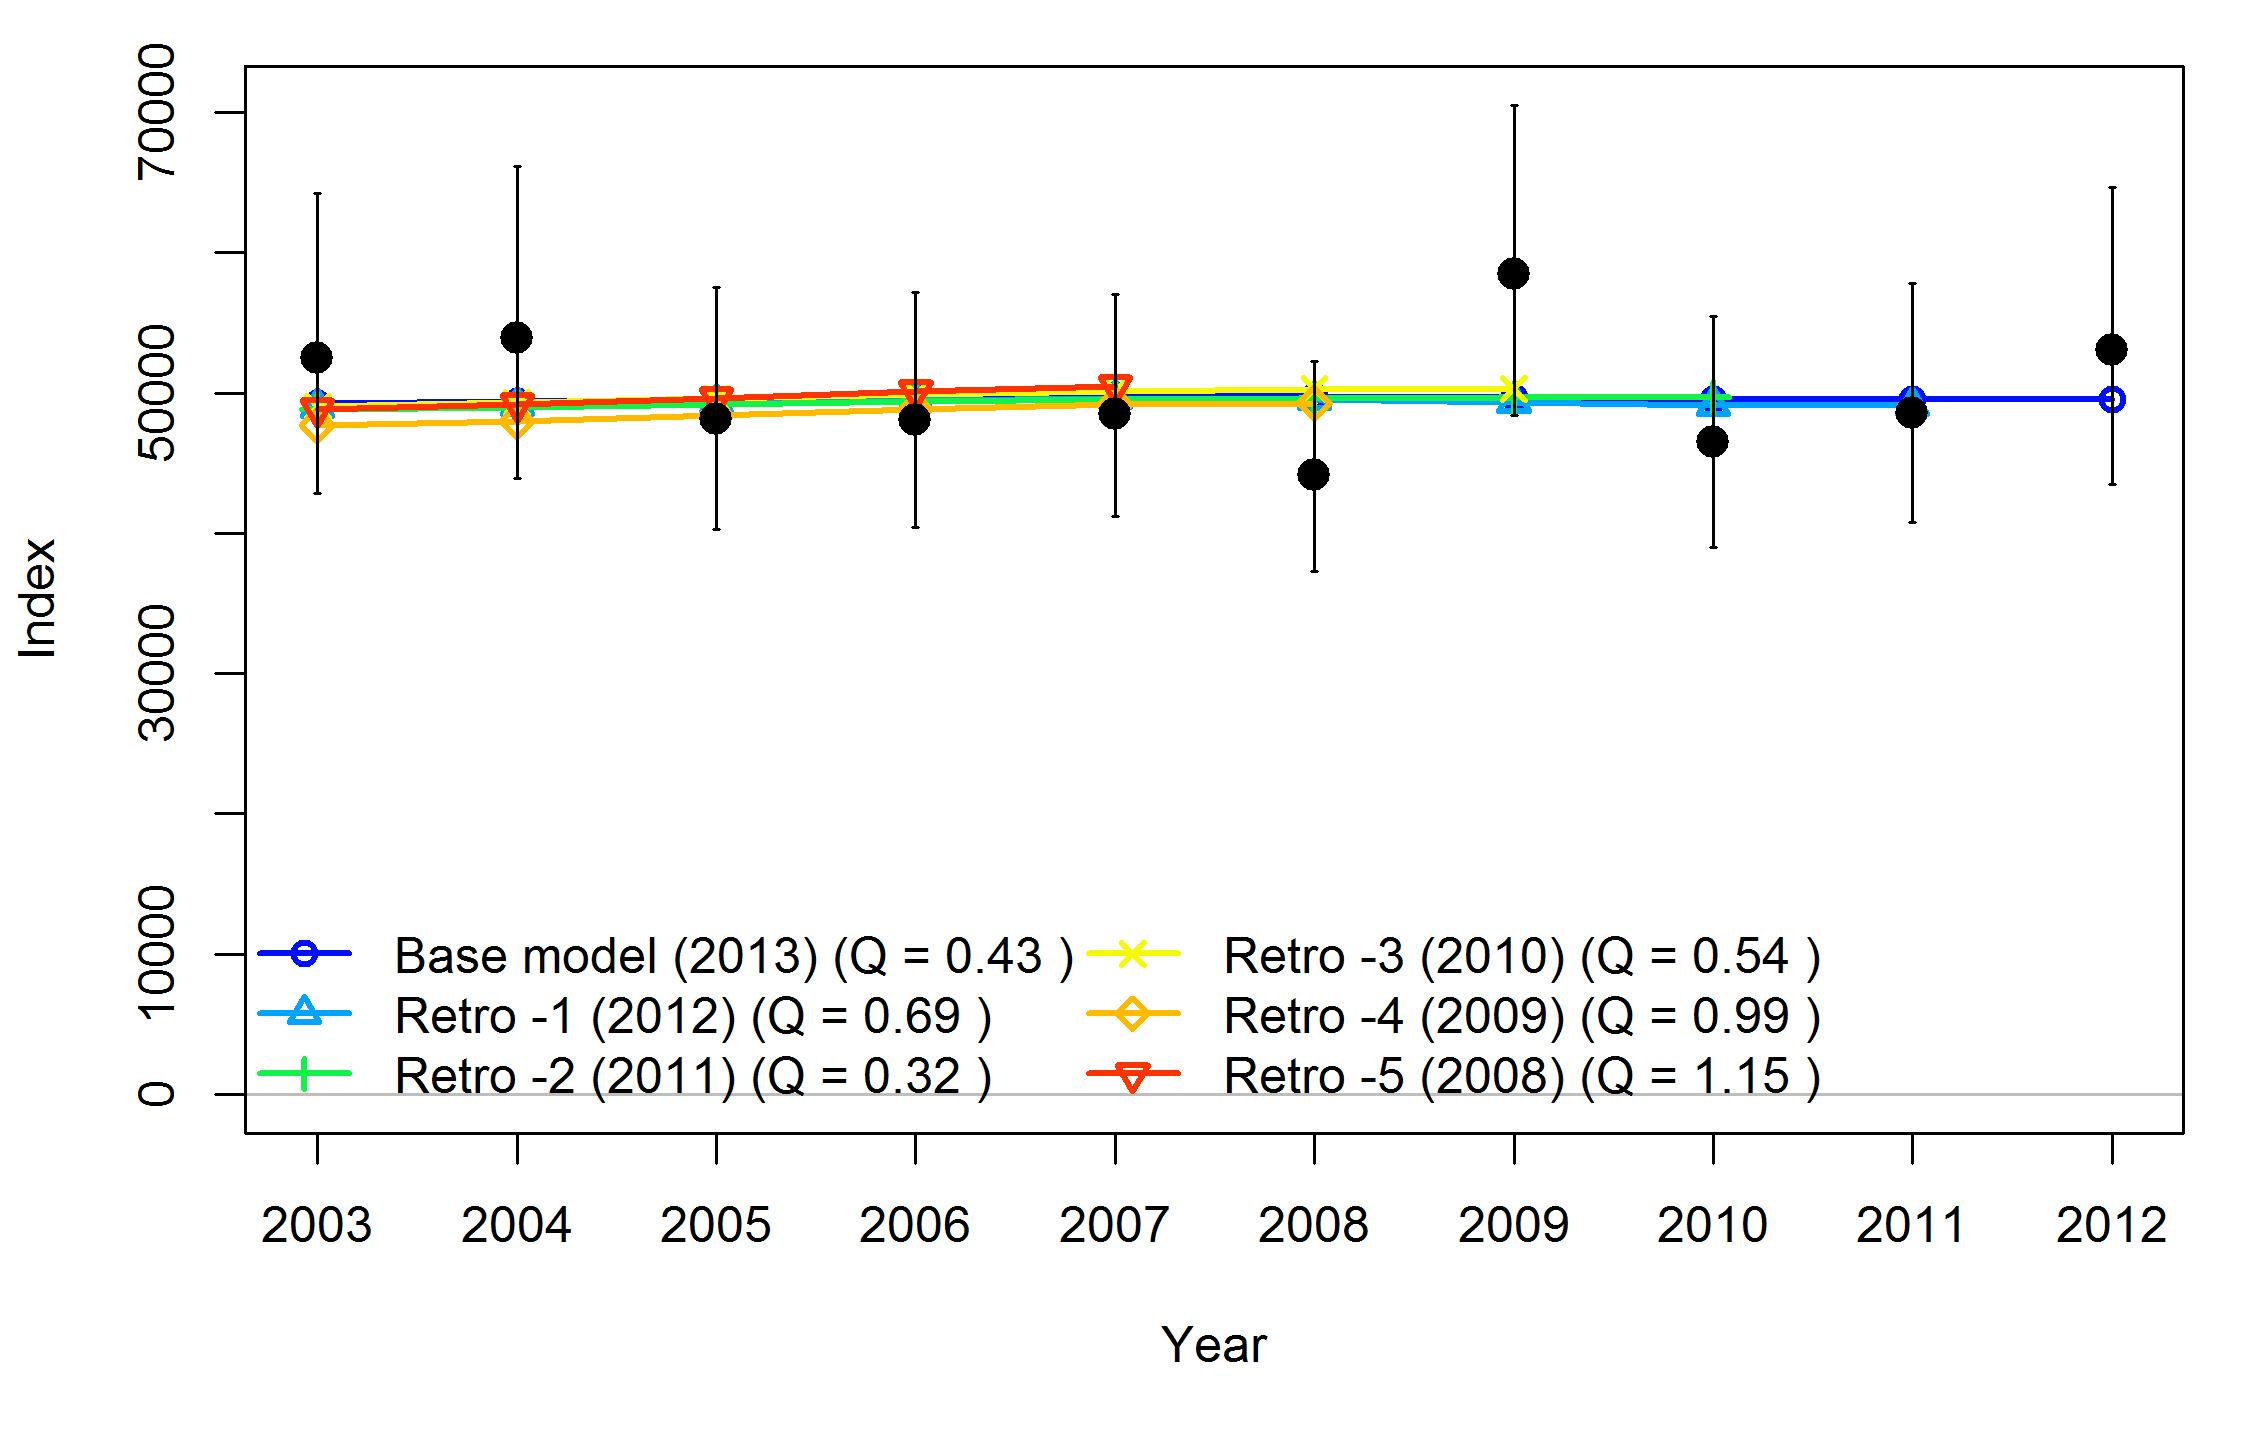 70000
50000
30000
10000
0
Index
Base model (2013) (Q = 0.43 )
Retro -1 (2012) (Q = 0.69 )
Retro -2 (2011) (Q = 0.32 )
Retro -3 (2010) (Q = 0.54 )
Retro -4 (2009) (Q = 0.99 )
Retro -5 (2008) (Q = 1.15 )
2003 2004 2005 2006 2007 2008 2009 2010 2011 2012
Year